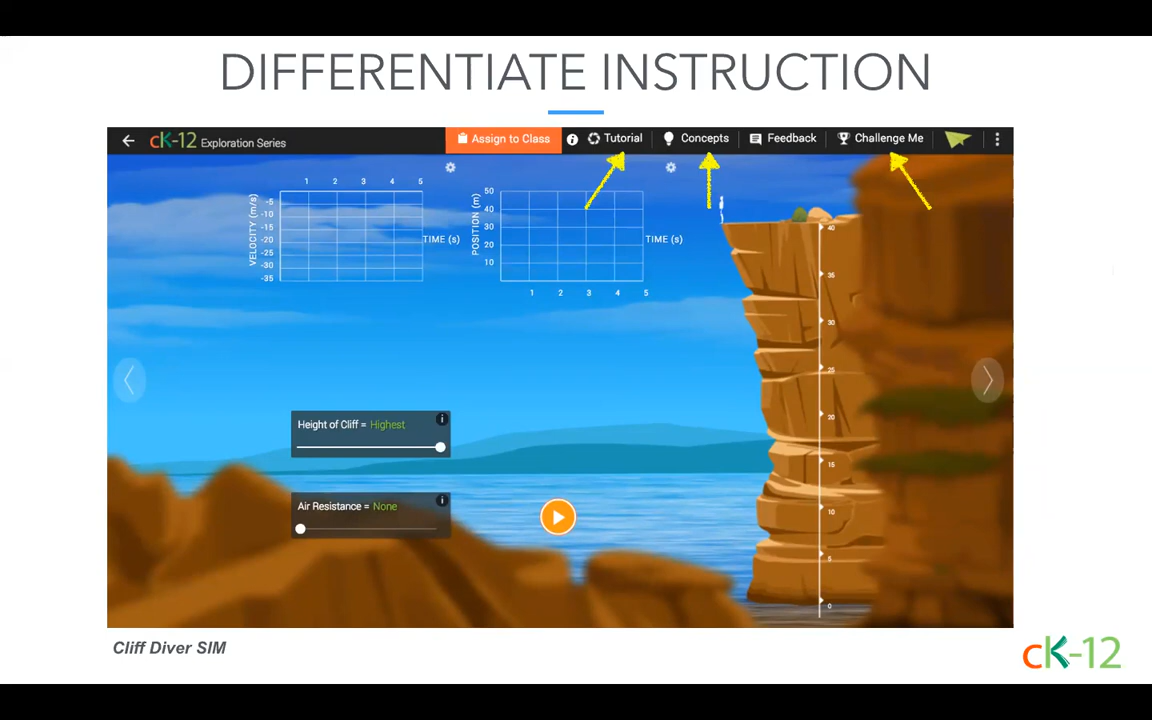 DIFFERENTIATE INSTRUCTION
cK-12 Exploration Series
Assign to Class
Tutorial
Concepts
Feedback
Challenge Me
1 2 3 4 5
-5
-10
-15
-20
-25
-30
-35
VELOCITY (m/s)
TIME (s)
50
40
30
20
10
POSITION (m)
TIME (s)
1 2 3 4 5
40
35
30
25
20
15
10
5
0
Height of Cliff = Highest
Air Resistance = None
Cliff Diver SIM
cK-12